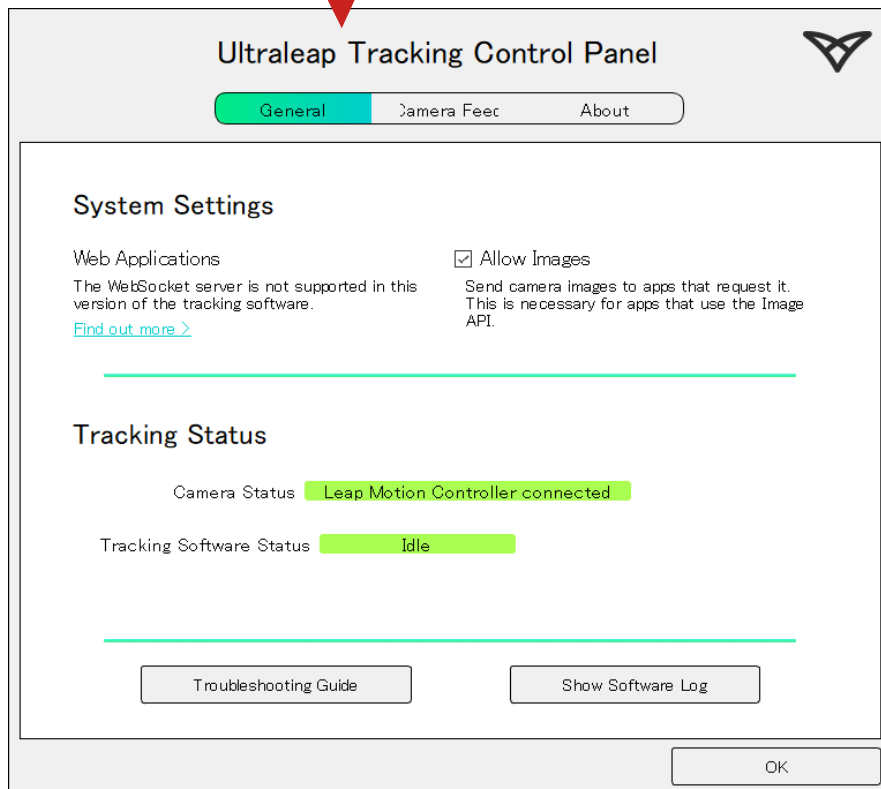 Ultraleap Tracking Control Panel
General
Camera Feed
About
System Settings
Web Applications
The WebSocket server is not supported in this
version of the tracking software.
Find out more >
Allow Images
Send camera images to apps that request it.
This is necessary for apps that use the Image
API.
Tracking Status
Camera Status Leap Motion Controller connected
Tracking Software Status Idle
Troubleshooting Guide
Show Software Log
OK